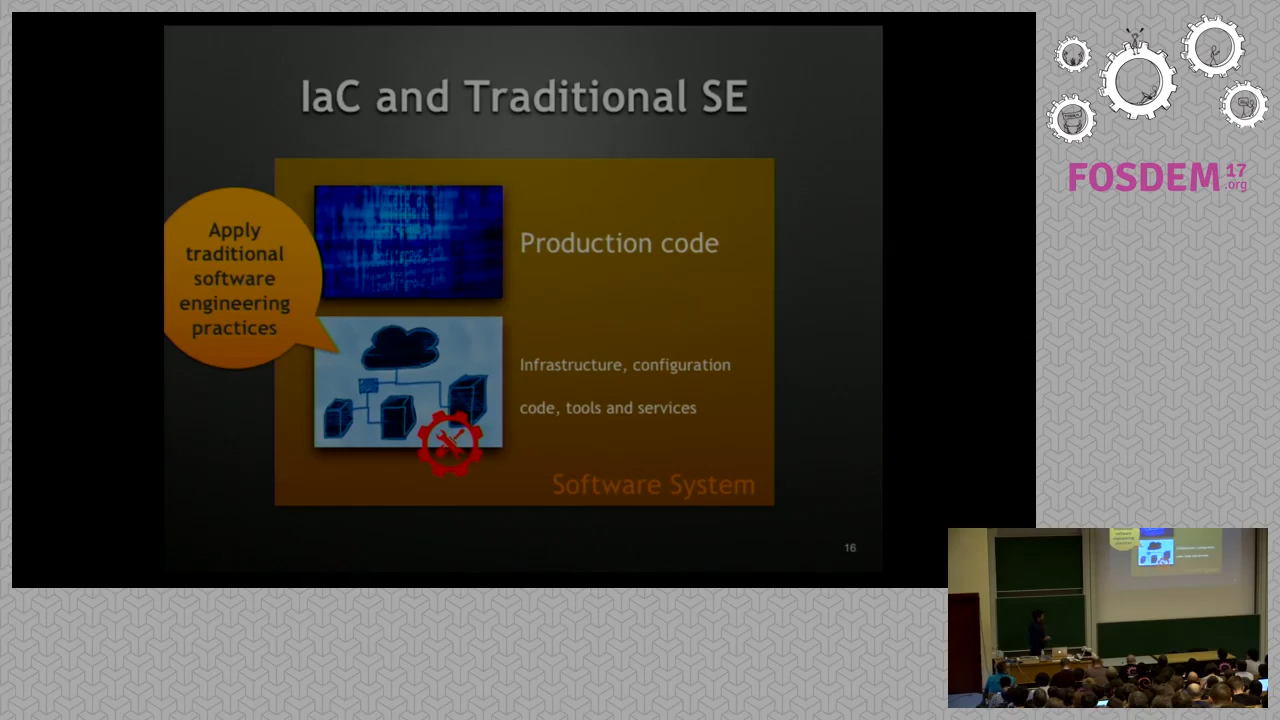 IaC and Traditional SE
Apply
traditional
software
engineering
practices
Production code
Infrastructure, configuration
code, tools and services
Software System
16
FOSDEM 17
.org